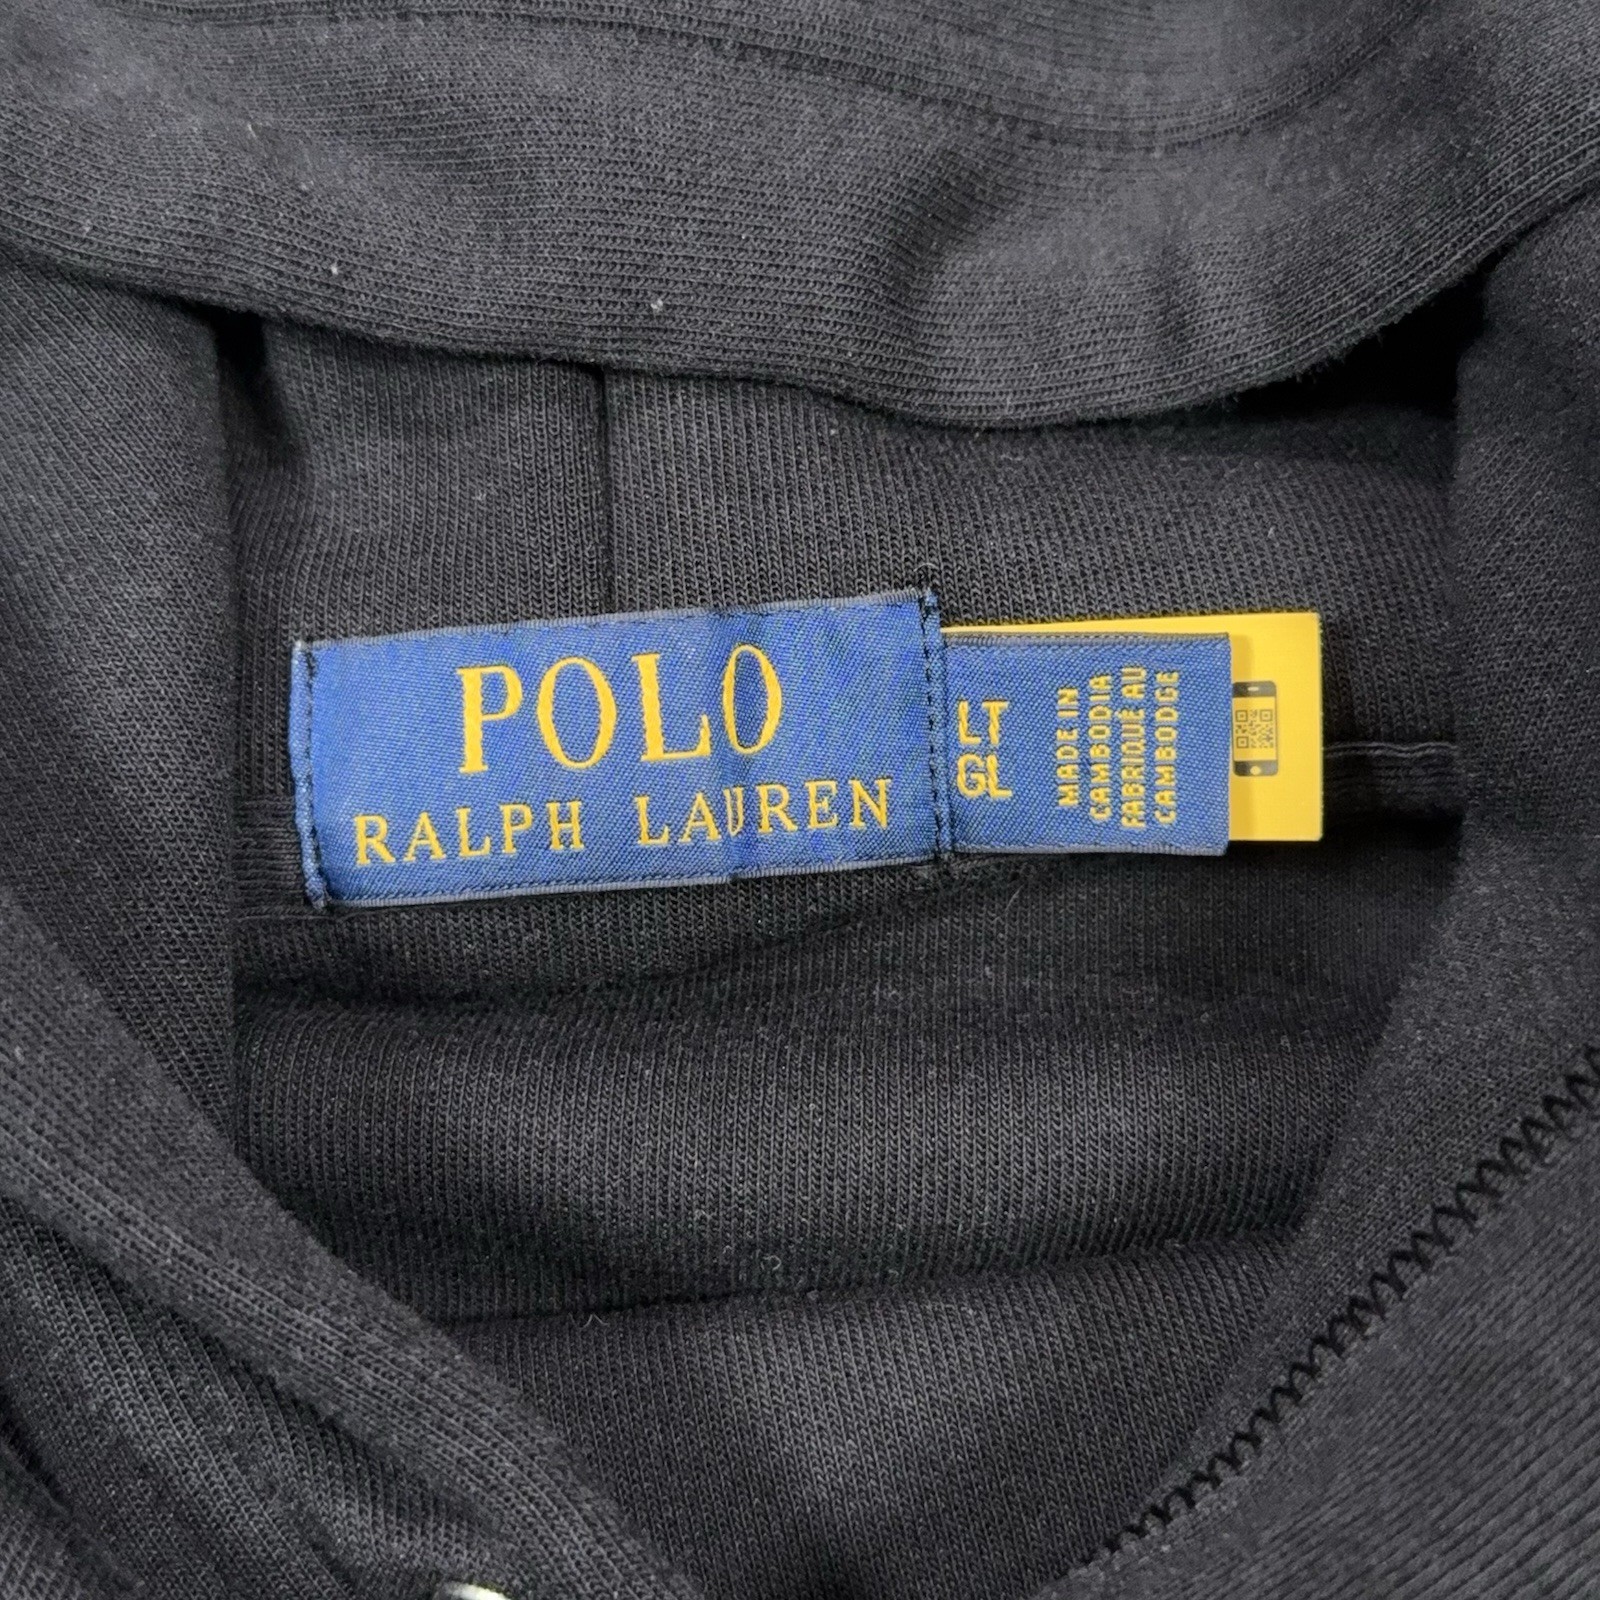 POLO
RALPH LAUREN
LT
GL
MADE IN
CAMBODIA
FABRIQUÉ AU
CAMBODGE